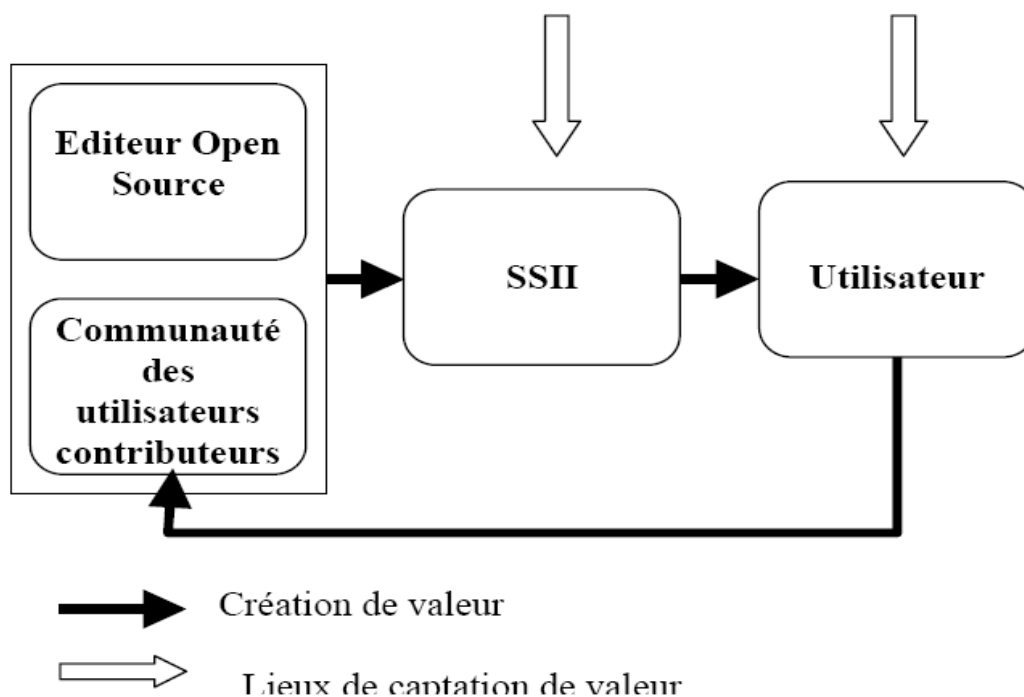 Editeur Open
Source
Communauté
des
utilisateurs
contributeurs
SSII
Utilisateur
Création de valeur
Lieux de captation de valeur